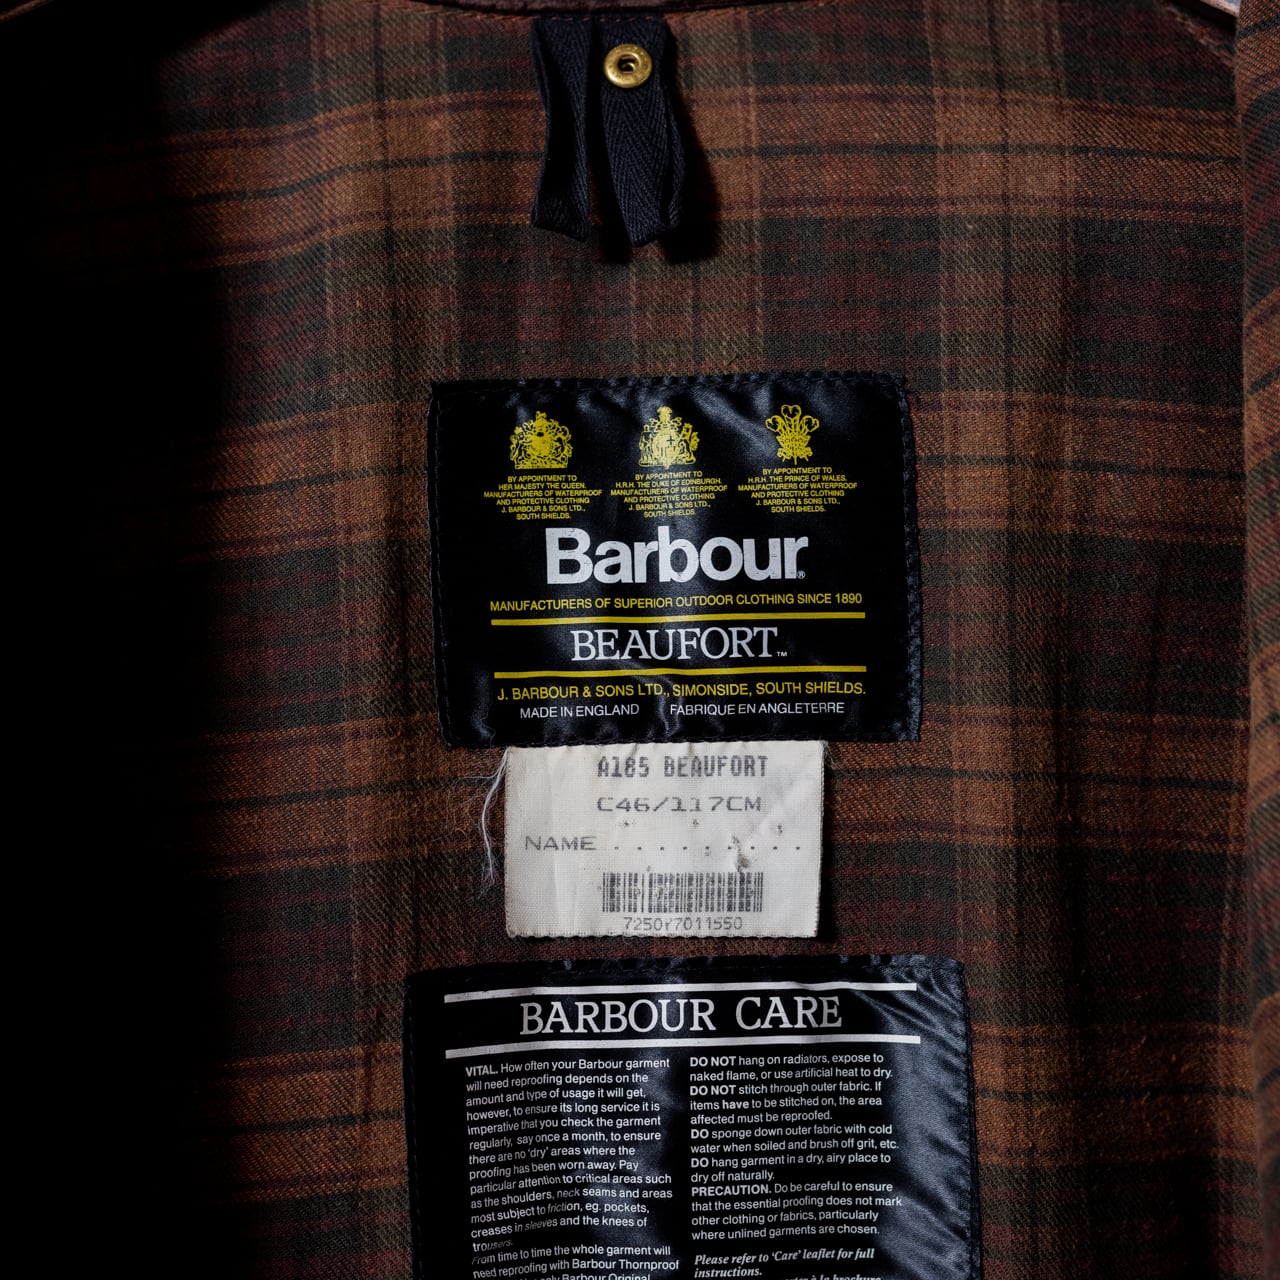 BY APPOINTMENT TO
HER MAJESTY THE QUEEN.
MANUFACTURERS OF WATERPROOF
AND PROTECTIVE CLOTHING
J. BARBOUR & SONS LTD.,
SOUTH SHIELDS.
BY APPOINTMENT TO
H.R.H. THE DUKE OF EDINBURGH.
MANUFACTURERS OF WATERPROOF
AND PROTECTIVE CLOTHING
J. BARBOUR & SONS LTD.,
SOUTH SHIELDS.
BY APPOINTMENT TO
H.R.H. THE PRINCE OF WALES.
MANUFACTURERS OF WATERPROOF
AND PROTECTIVE CLOTHING
J. BARBOUR & SONS LTD.,
SOUTH SHIELDS.
Barbour®
MANUFACTURERS OF SUPERIOR OUTDOOR CLOTHING SINCE 1890
BEAUFORT™
J. BARBOUR & SONS LTD., SIMONSIDE, SOUTH SHIELDS.
MADE IN ENGLAND FABRIQUE EN ANGLETERRE
A185 BEAUFORT
C46/117CM
NAME . . . . . . . . . .
BARBOUR CARE
VITAL. How often your Barbour garment
will need reproofing depends on the
amount and type of usage it will get,
however, to ensure its long service it is
imperative that you check the garment
regularly, say once a month, to ensure
there are no 'dry' areas where the
proofing has been worn away. Pay
particular attention to critical areas such
as the shoulders, neck seams and areas
most subject to friction, eg. pockets,
creases in sleeves and the knees of
trousers.
From time to time the whole garment will
need reproofing with Barbour Thornproof
only Barbour Original
DO NOT hang on radiators, expose to
naked flame, or use artificial heat to dry.
DO NOT stitch through outer fabric. If
items have to be stitched on, the area
affected must be reproofed.
DO sponge down outer fabric with cold
water when soiled and brush off grit, etc.
DO hang garment in a dry, airy place to
dry off naturally.
PRECAUTION. Do be careful to ensure
that the essential proofing does not mark
other clothing or fabrics, particularly
where unlined garments are chosen.
Please refer to 'Care' leaflet for full
instructions.
à la brochure